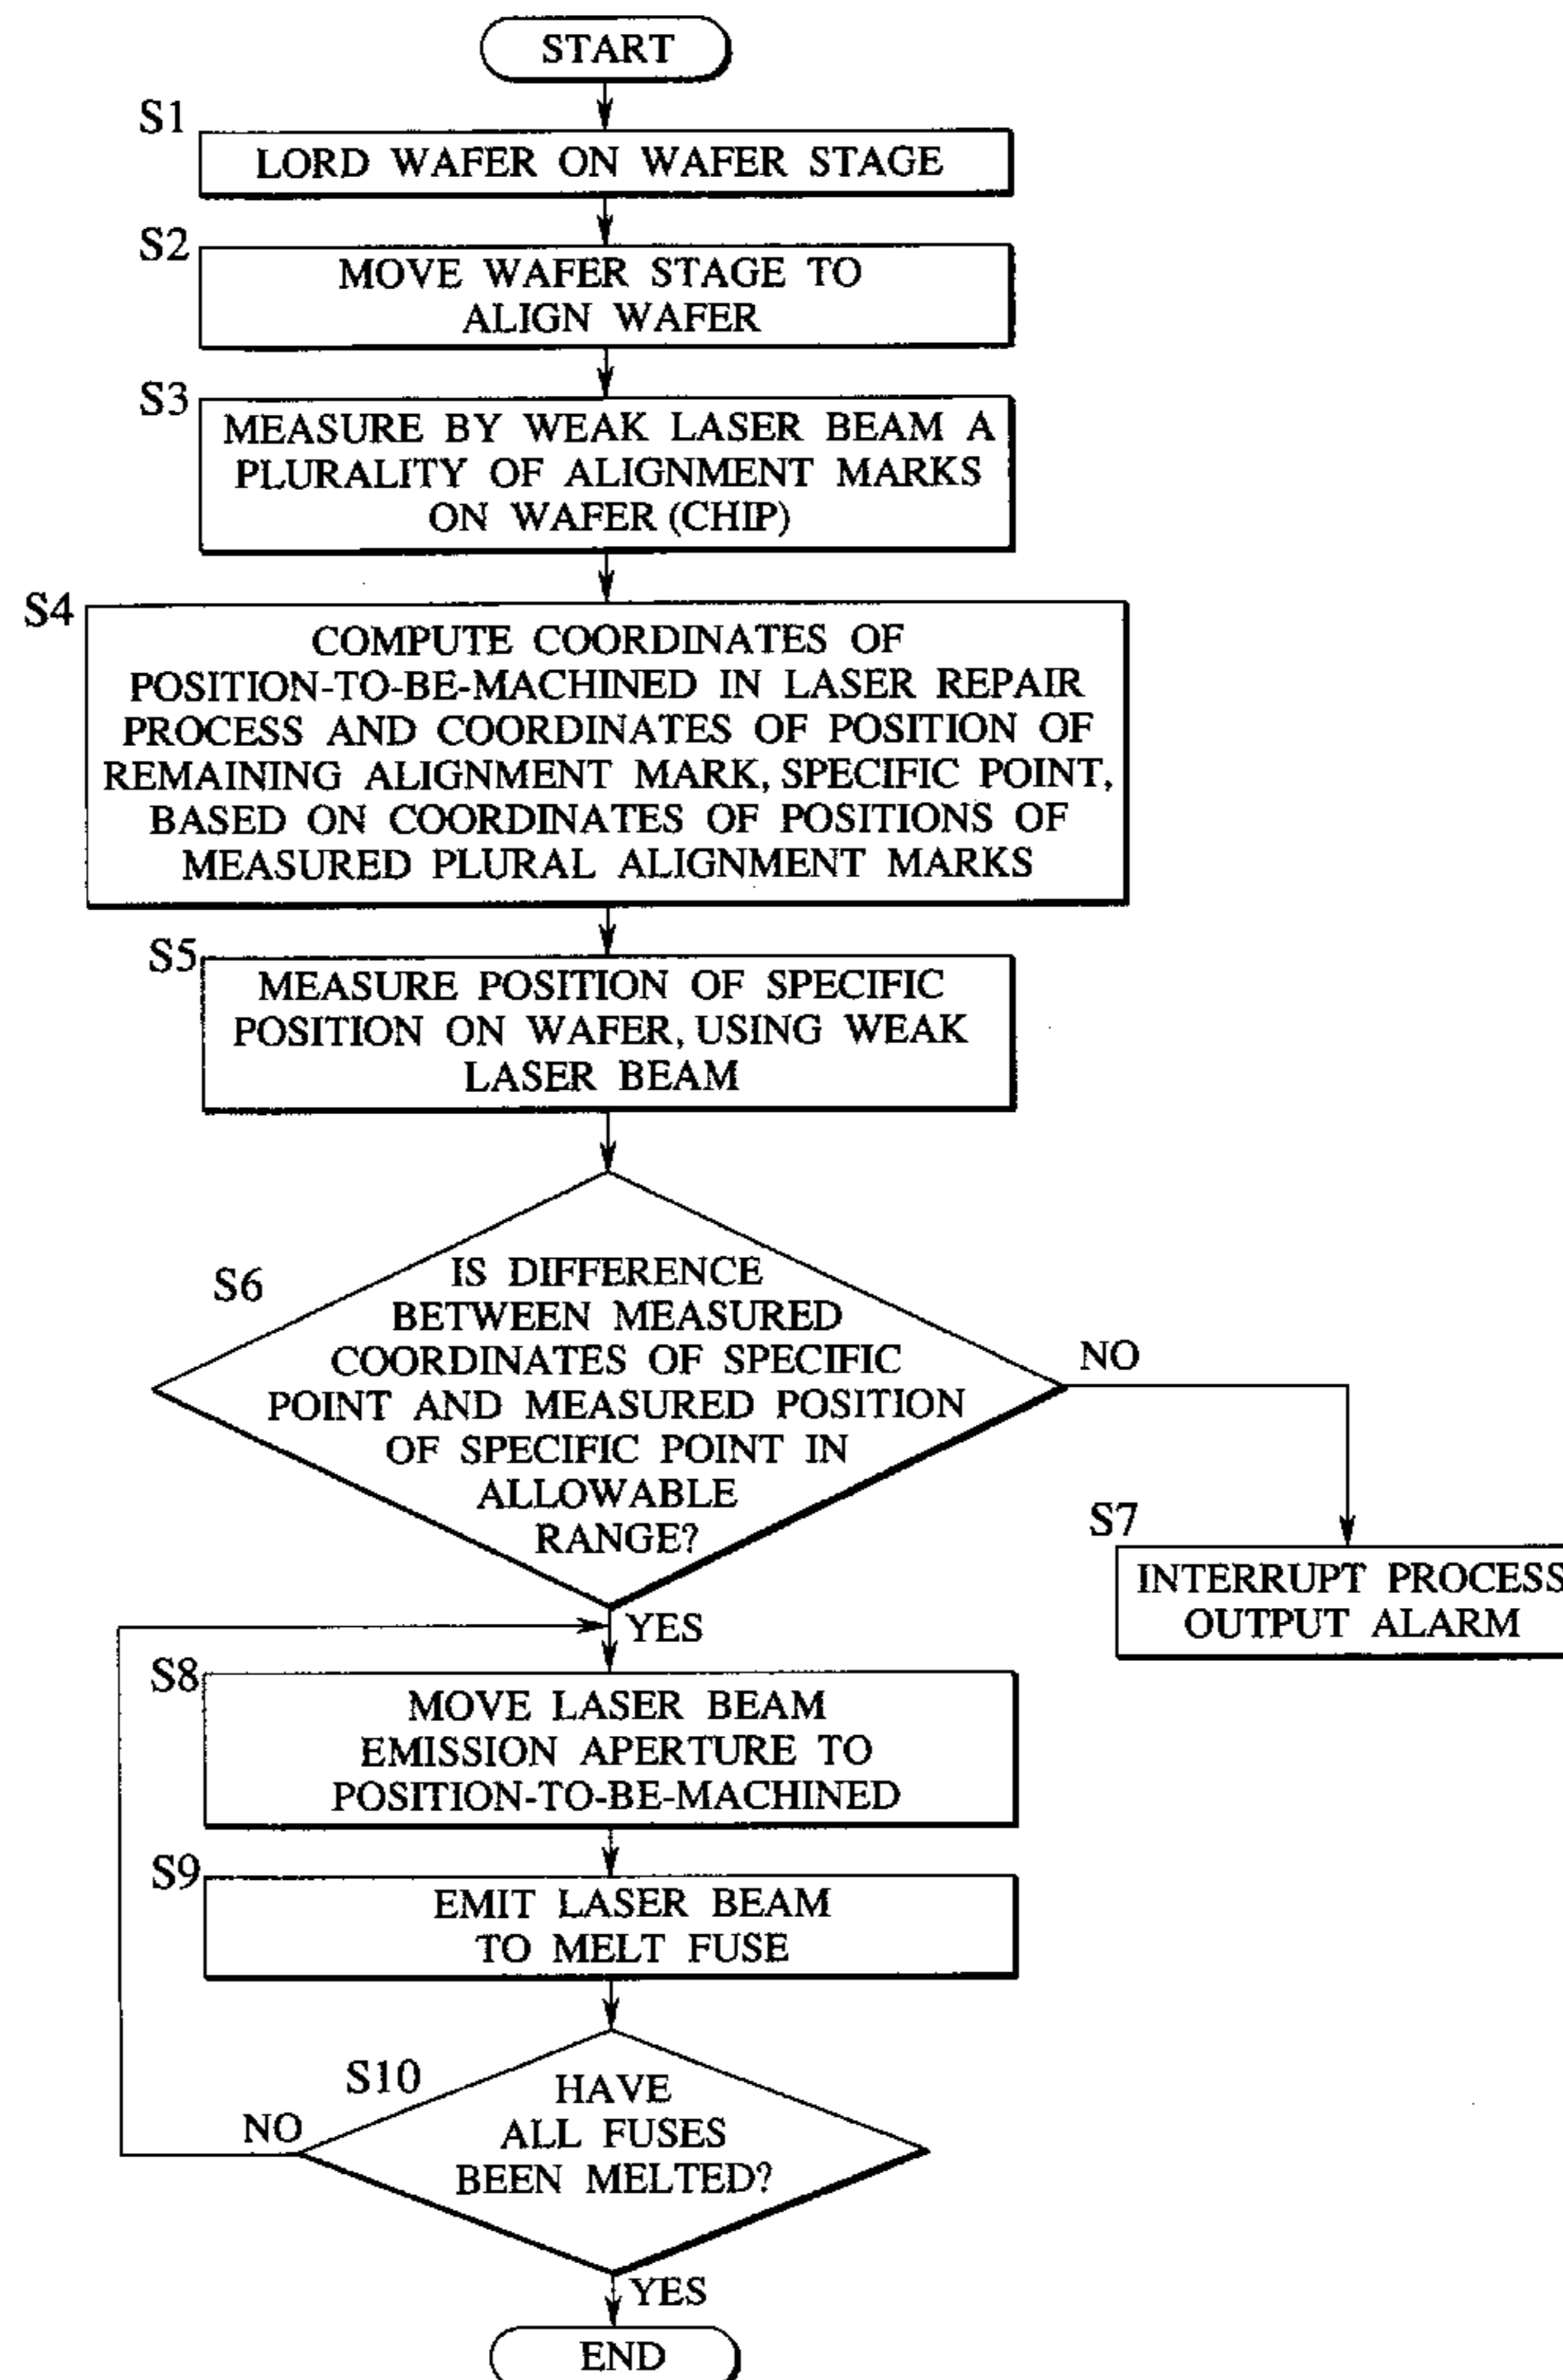 START
S1
LORD WAFER ON WAFER STAGE
S2
MOVE WAFER STAGE TO
ALIGN WAFER
S3
MEASURE BY WEAK LASER BEAM A
PLURALITY OF ALIGNMENT MARKS
ON WAFER (CHIP)
S4
COMPUTE COORDINATES OF
POSITION-TO-BE-MACHINED IN LASER REPAIR
PROCESS AND COORDINATES OF POSITION OF
REMAINING ALIGNMENT MARK, SPECIFIC POINT,
BASED ON COORDINATES OF POSITIONS OF
MEASURED PLURAL ALIGNMENT MARKS
S5
MEASURE POSITION OF SPECIFIC
POSITION ON WAFER, USING WEAK
LASER BEAM
S6
IS DIFFERENCE
BETWEEN MEASURED
COORDINATES OF SPECIFIC
POINT AND MEASURED POSITION
OF SPECIFIC POINT IN
ALLOWABLE
RANGE?
NO
S7
INTERRUPT PROCESS
OUTPUT ALARM
YES
S8
MOVE LASER BEAM
EMISSION APERTURE TO
POSITION-TO-BE-MACHINED
S9
EMIT LASER BEAM
TO MELT FUSE
S10
HAVE
ALL FUSES
BEEN MELTED?
NO
YES
END